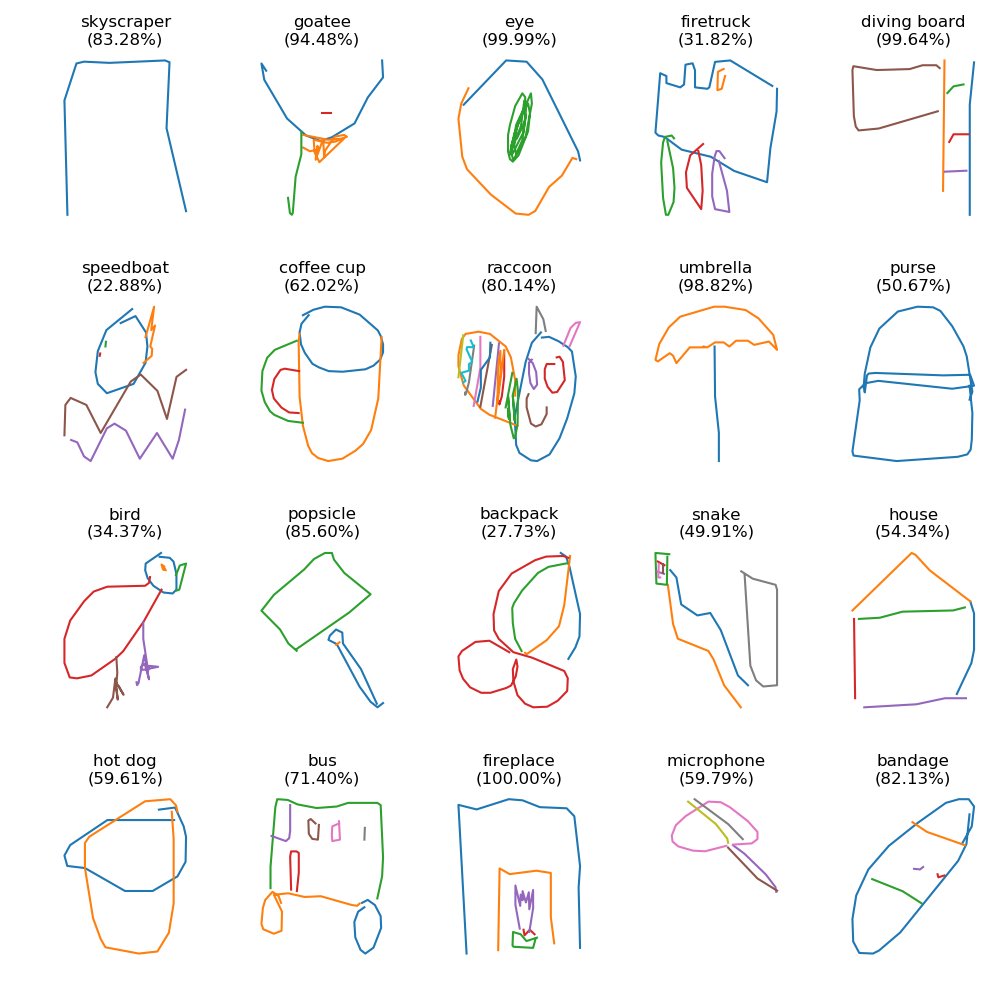 skyscraper
(83.28%)
goatee
(94.48%)
eye
(99.99%)
firetruck
(31.82%)
diving board
(99.64%)
speedboat
(22.88%)
coffee cup
(62.02%)
raccoon
(80.14%)
umbrella
(98.82%)
purse
(50.67%)
bird
(34.37%)
popsicle
(85.60%)
backpack
(27.73%)
snake
(49.91%)
house
(54.34%)
hot dog
(59.61%)
bus
(71.40%)
fireplace
(100.00%)
microphone
(59.79%)
bandage
(82.13%)